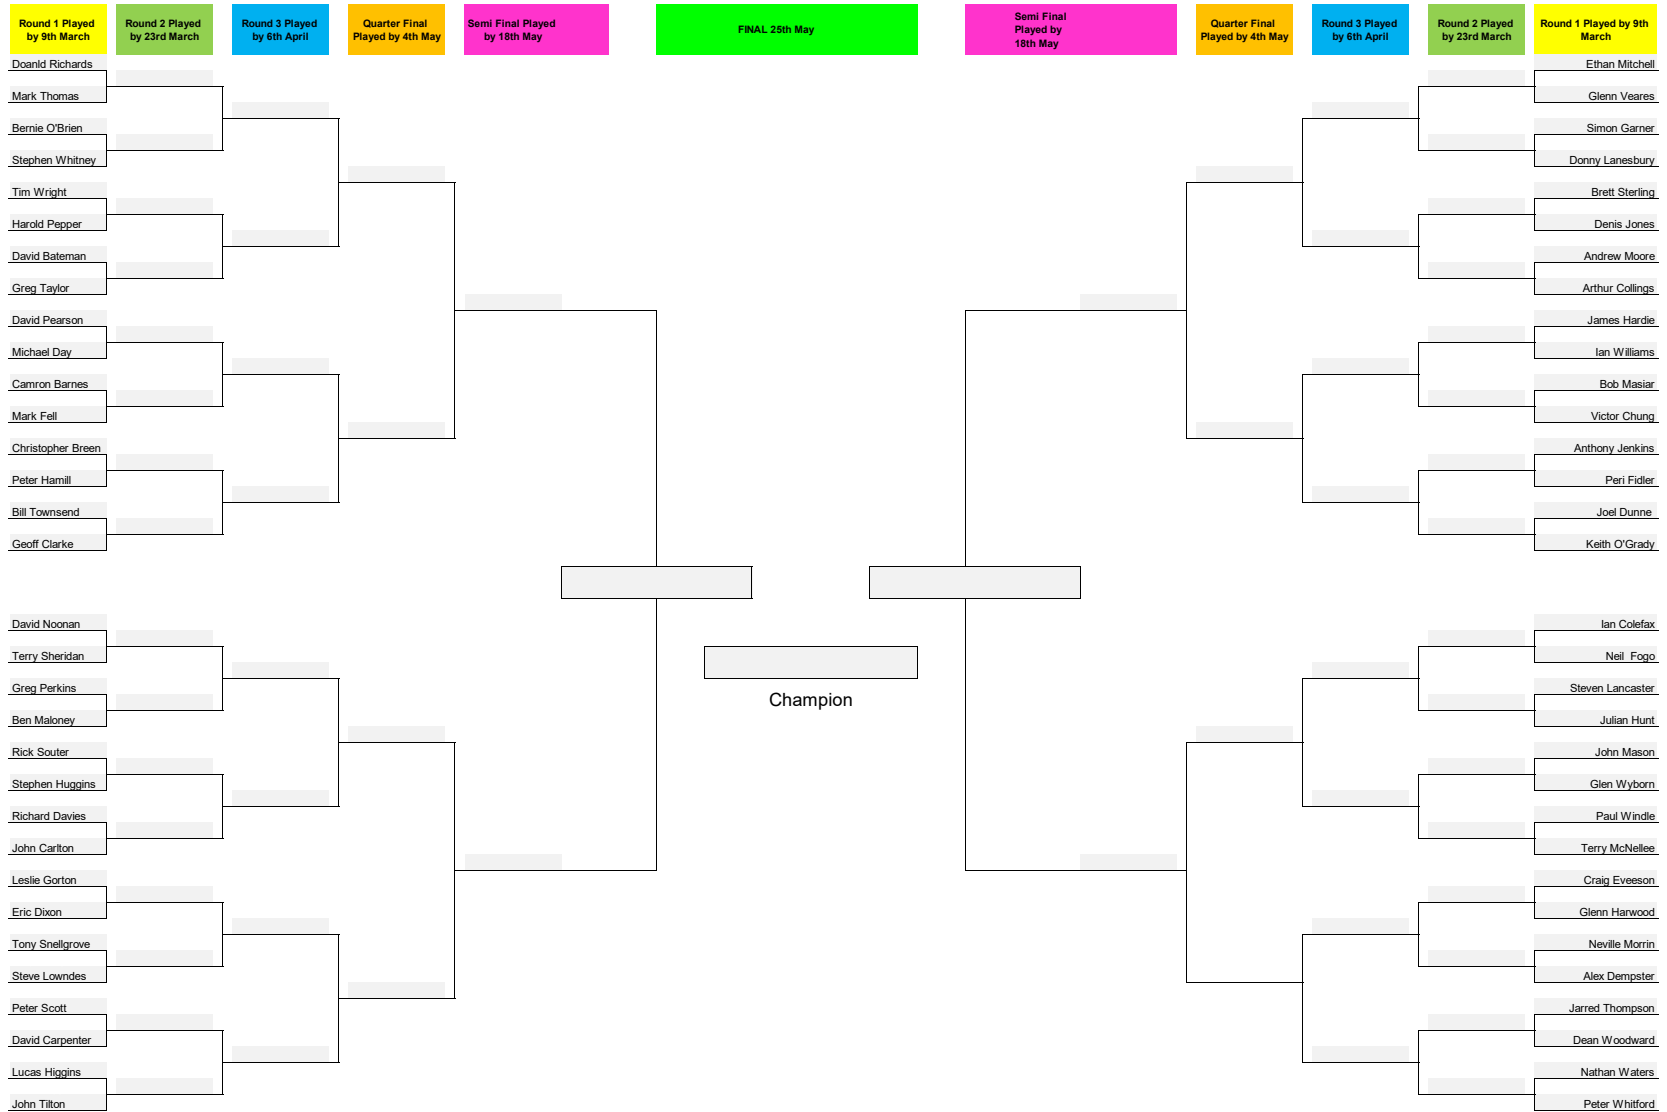 Round 1 Played
by 9th March
Round 2 Played
by 23rd March
Round 3 Played
by 6th April
Quarter Final
Played by 4th May
Semi Final Played
by 18th May
FINAL 25th May
Semi Final
Played by
18th May
Quarter Final
Played by 4th May
Round 3 Played
by 6th April
Round 2 Played
by 23rd March
Round 1 Played by 9th
March
Doanld Richards
Mark Thomas
Bernie O'Brien
Stephen Whitney
Tim Wright
Harold Pepper
David Bateman
Greg Taylor
David Pearson
Michael Day
Camron Barnes
Mark Fell
Christopher Breen
Peter Hamill
Bill Townsend
Geoff Clarke
David Noonan
Terry Sheridan
Greg Perkins
Ben Maloney
Rick Souter
Stephen Huggins
Richard Davies
John Carlton
Leslie Gorton
Eric Dixon
Tony Snellgrove
Steve Lowndes
Peter Scott
David Carpenter
Lucas Higgins
John Tilton
Champion
Ethan Mitchell
Glenn Veares
Simon Garner
Donny Lanesbury
Brett Sterling
Denis Jones
Andrew Moore
Arthur Collings
James Hardie
Ian Williams
Bob Masiar
Victor Chung
Anthony Jenkins
Peri Fidler
Joel Dunne
Keith O'Grady
Ian Colefax
Neil  Fogo
Steven Lancaster
Julian Hunt
John Mason
Glen Wyborn
Paul Windle
Terry McNellee
Craig Eveeson
Glenn Harwood
Neville Morrin
Alex Dempster
Jarred Thompson
Dean Woodward
Nathan Waters
Peter Whitford